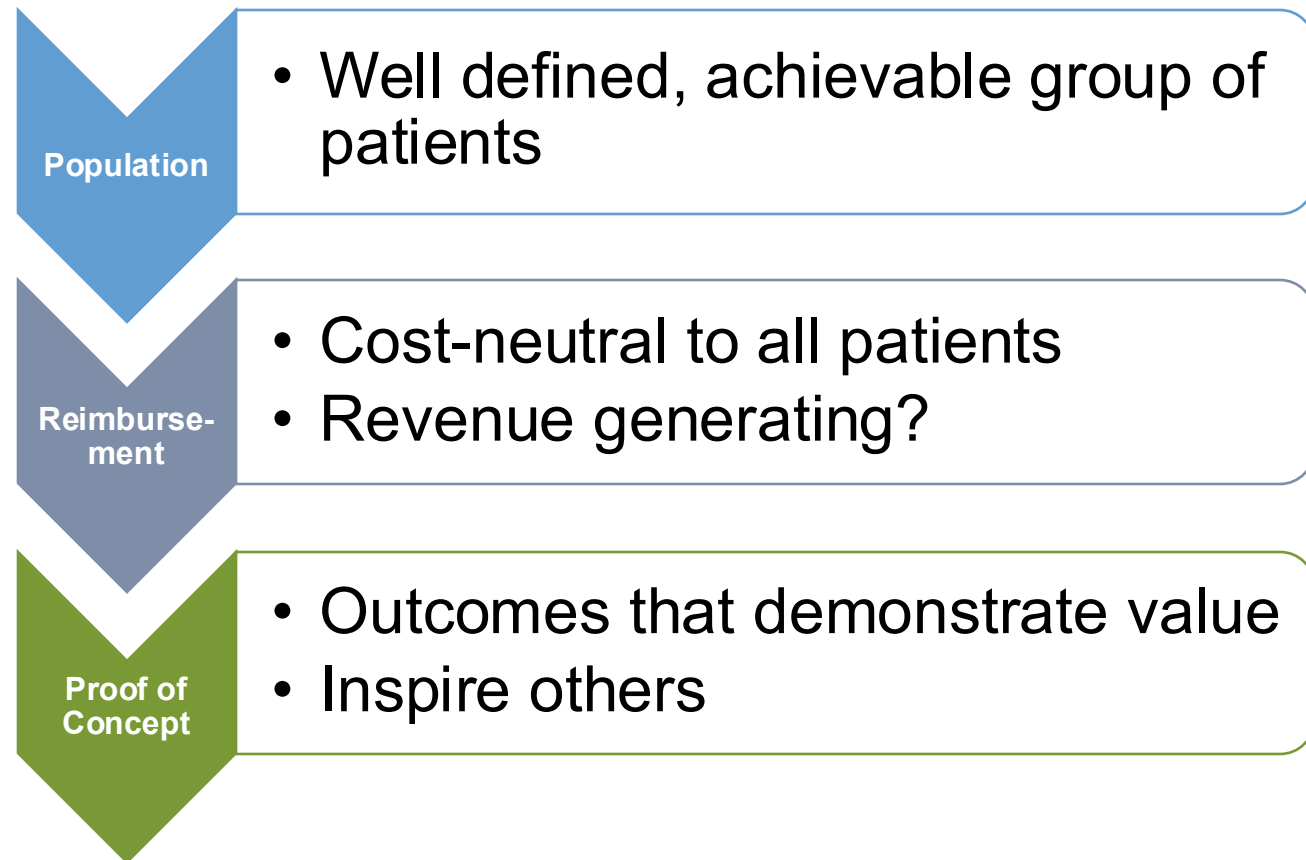 Population
• Well defined, achievable group of
patients
Reimburse-
ment
• Cost-neutral to all patients
• Revenue generating?
Proof of
Concept
• Outcomes that demonstrate value
• Inspire others